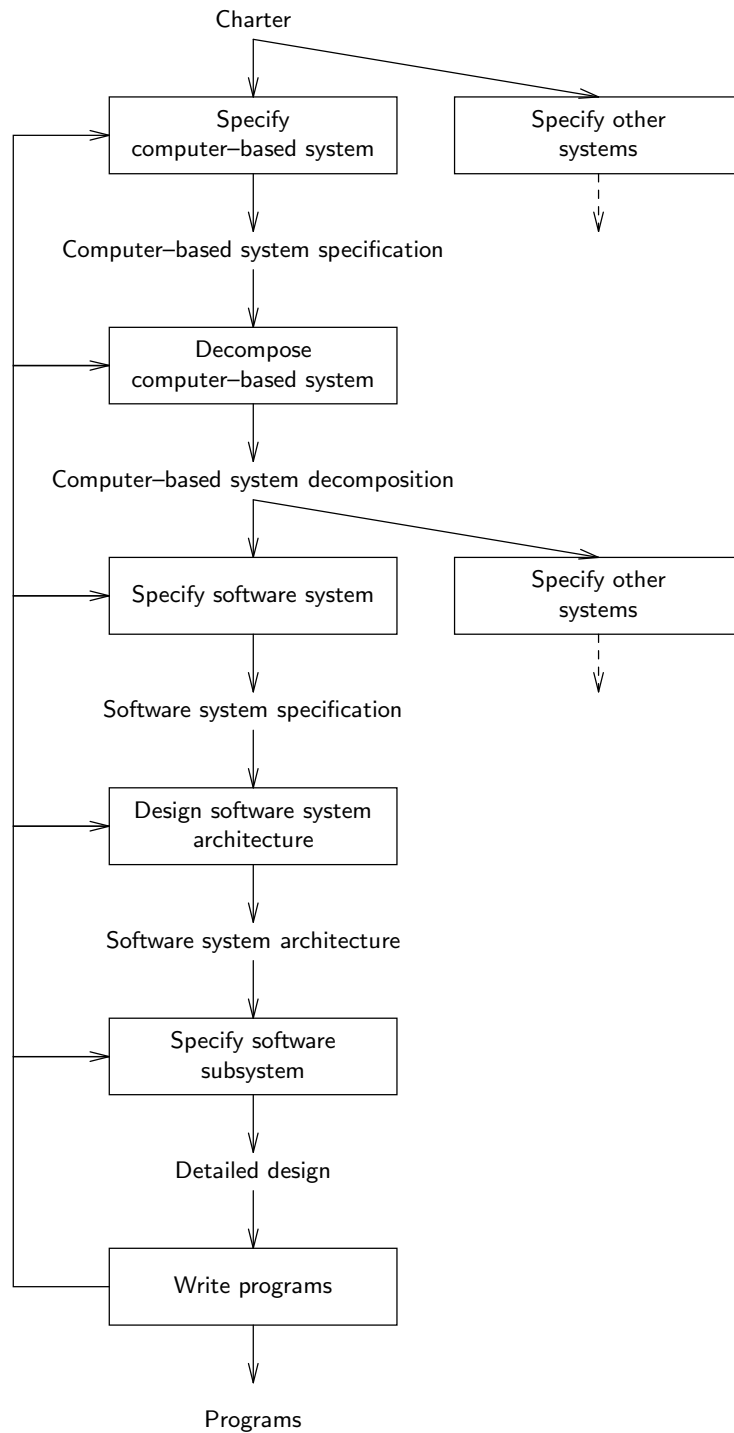 Charter
Specify
computer–based system
Specify other
systems
Computer–based system specification
Decompose
computer–based system
Computer–based system decomposition
Specify software system
Specify other
systems
Software system specification
Design software system
architecture
Software system architecture
Specify software
subsystem
Detailed design
Write programs
Programs